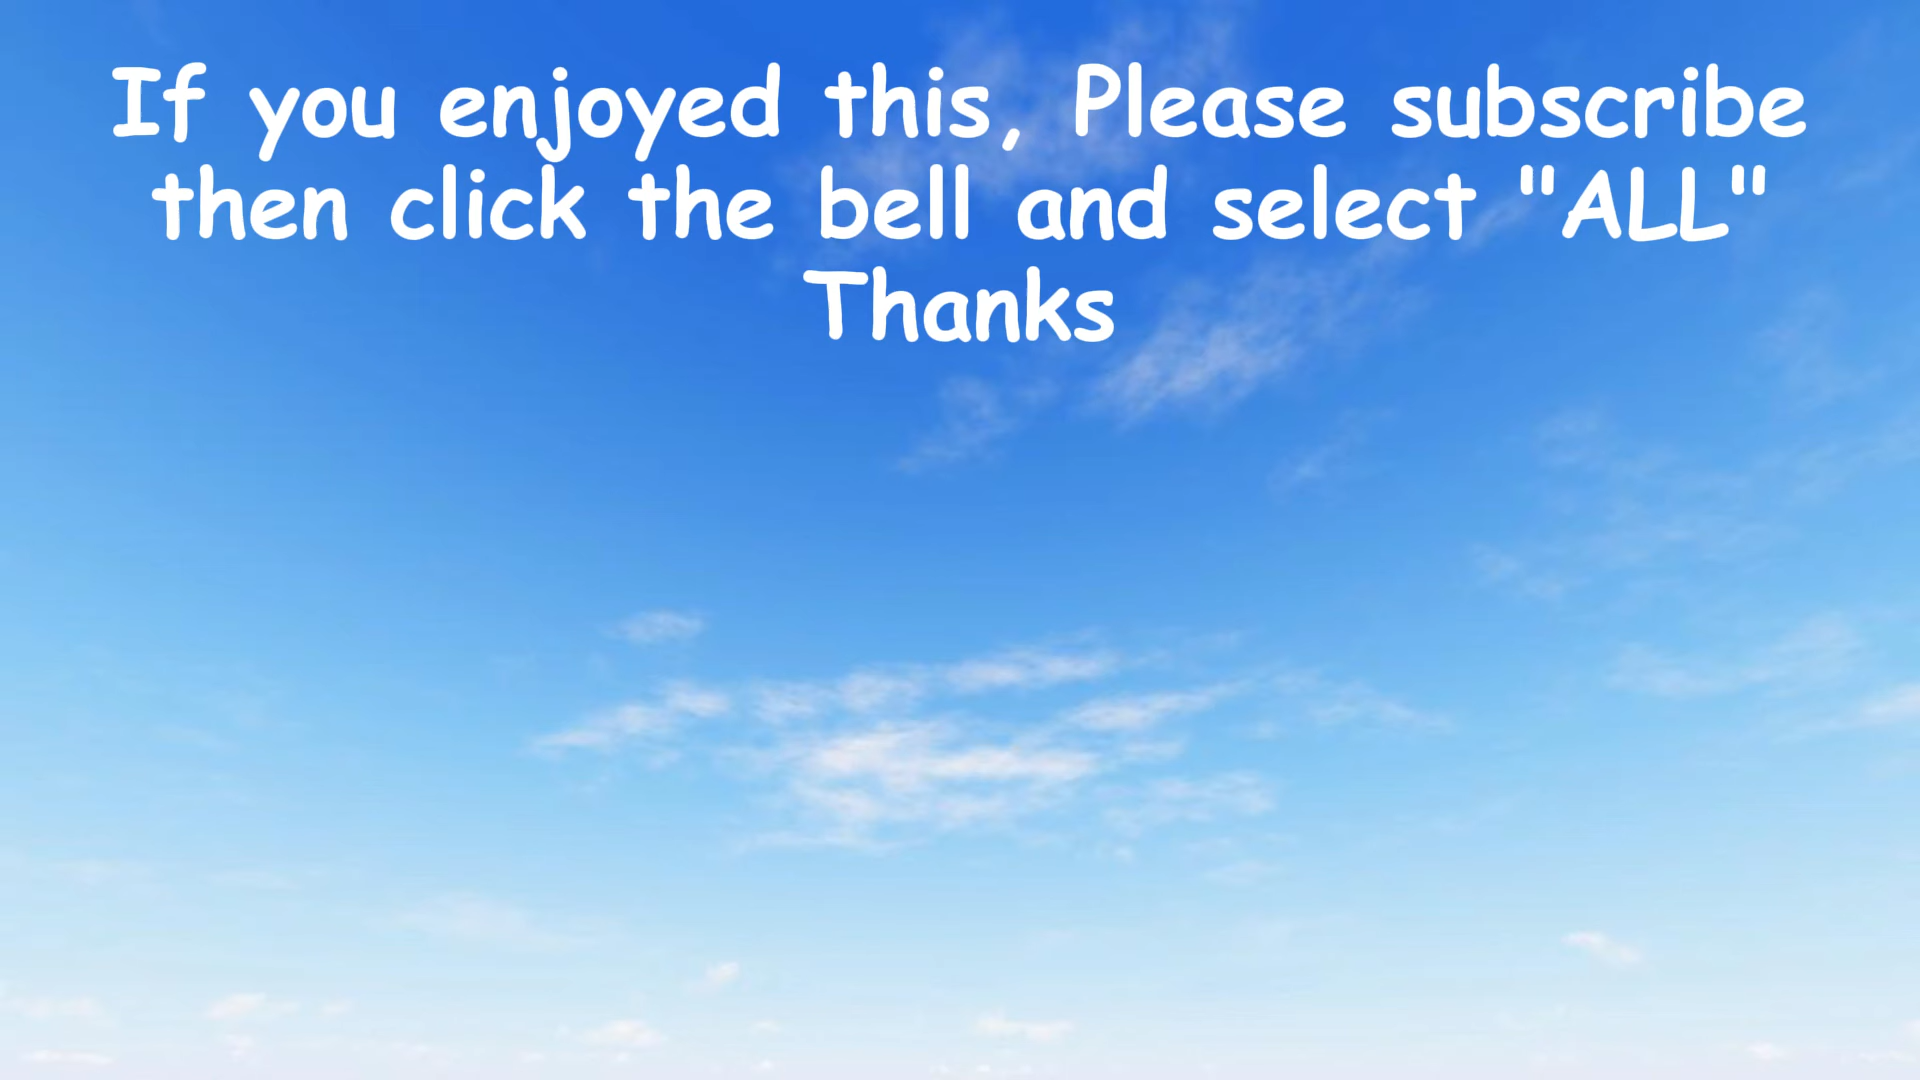 If you enjoyed this, Please subscribe
then click the bell and select "ALL"
Thanks